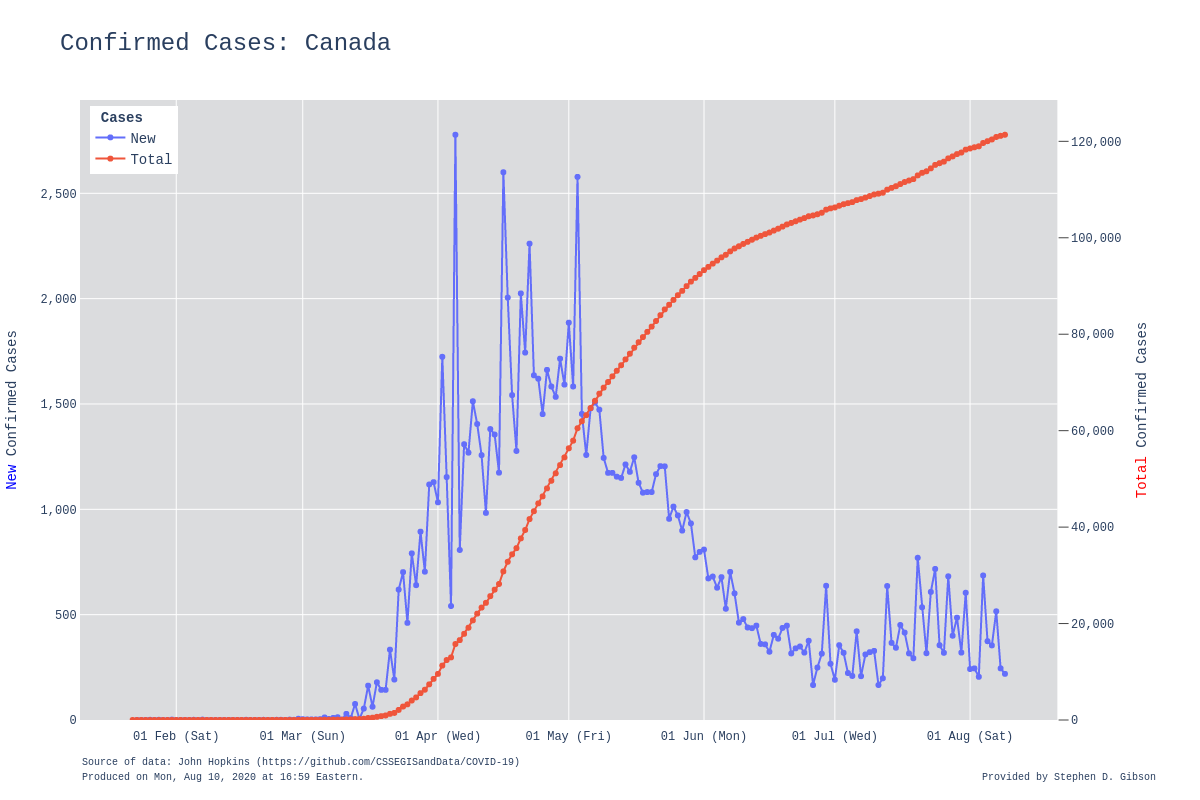 Confirmed Cases: Canada
Cases
New
Total
2,500
2,000
1,500
1,000
500
0
New Confirmed Cases
120,000
100,000
80,000
60,000
40,000
20,000
0
Total Confirmed Cases
01 Feb (Sat) 01 Mar (Sun) 01 Apr (Wed) 01 May (Fri) 01 Jun (Mon) 01 Jul (Wed) 01 Aug (Sat)
Source of data: John Hopkins (https://github.com/CSSEGISandData/COVID-19)
Produced on Mon, Aug 10, 2020 at 16:59 Eastern.
Provided by Stephen D. Gibson